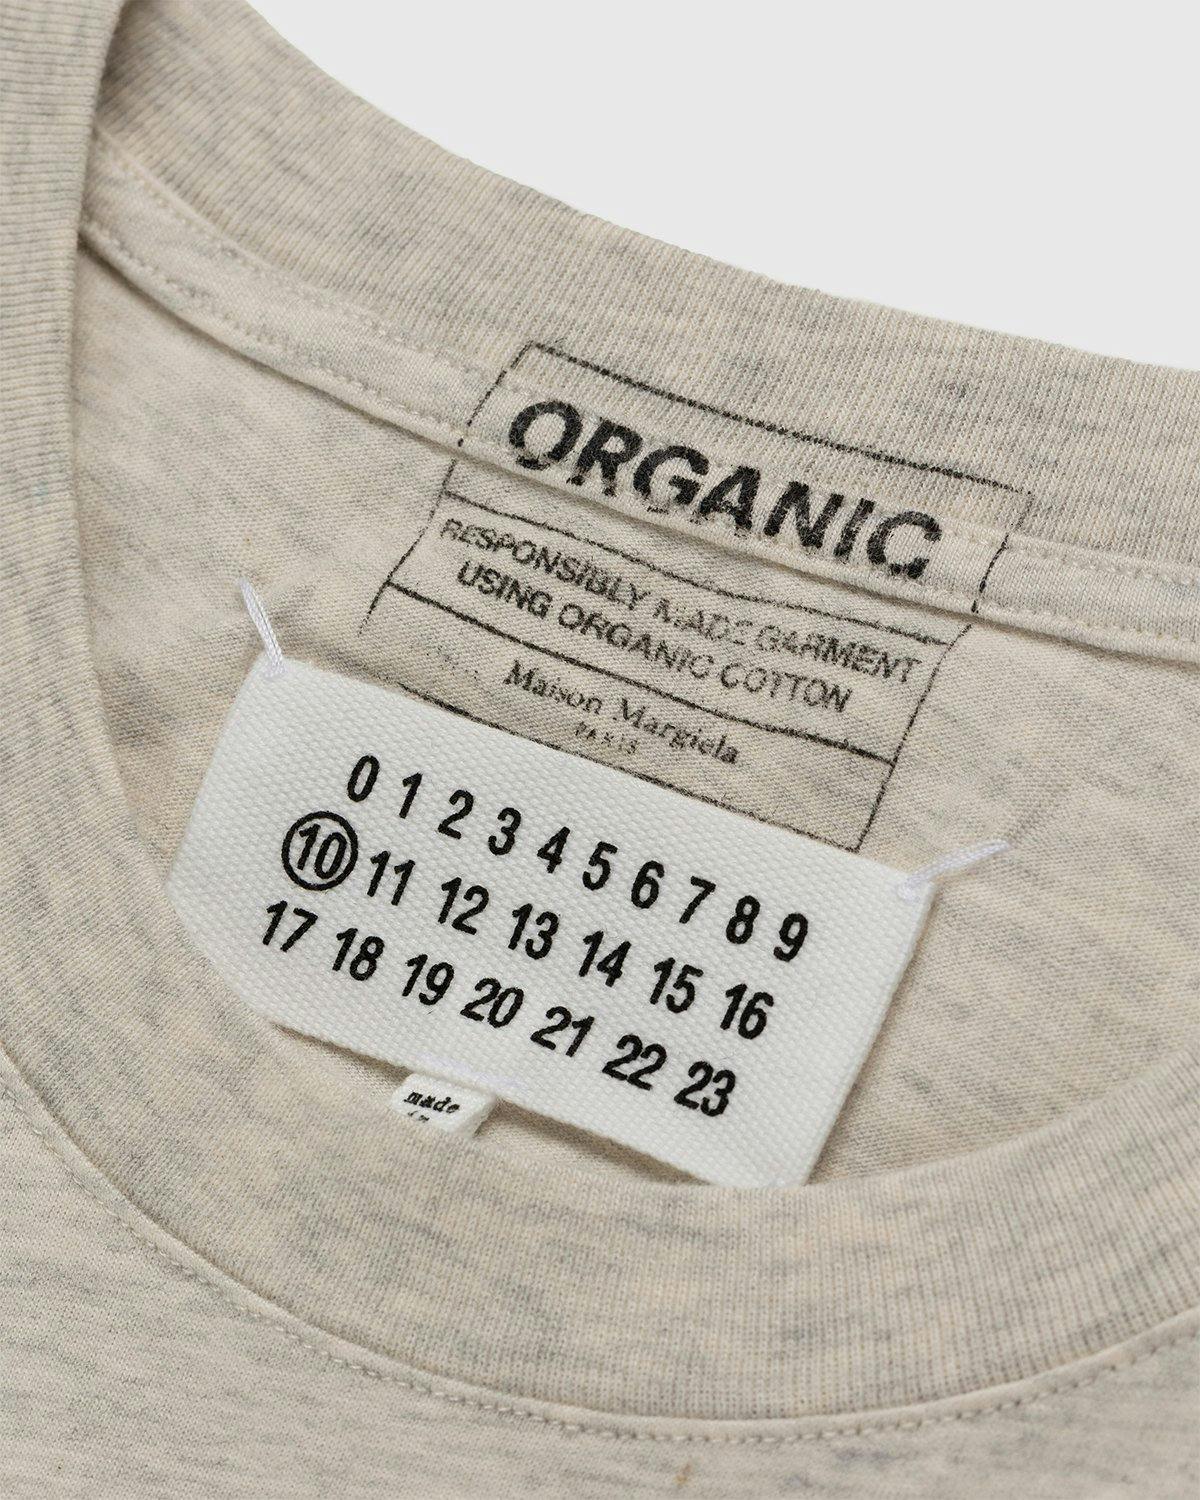 ORGANIC
RESPONSIBLY MADE GARMENT
USING ORGANIC COTTON
Maison Margiela
PARIS
0 1 2 3 4 5 6 7 8 9
10 11 12 13 14 15 16
17 18 19 20 21 22 23
made